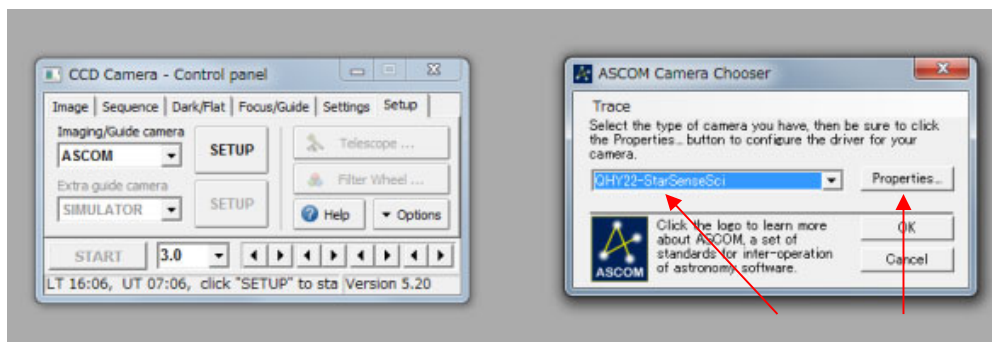 CCD Camera - Control panel
Image Sequence Dark/Flat Focus/Guide Settings Setup
Imaging/Guide camera
ASCOM
SETUP
Telescope ...
Extra guide camera
Filter Wheel ...
SIMULATOR
SETUP
Help
Options
START
3.0
LT 16:06, UT 07:06, click "SETUP" to sta
Version 5.20
ASCOM Camera Chooser
Trace
Select the type of camera you have, then be sure to click
the Properties... button to configure the driver for your
camera.
QHY22-StarSenseSci
Properties...
Click the logo to learn more
about ASCOM, a set of
standards for inter-operation
of astronomy software.
ASCOM
OK
Cancel